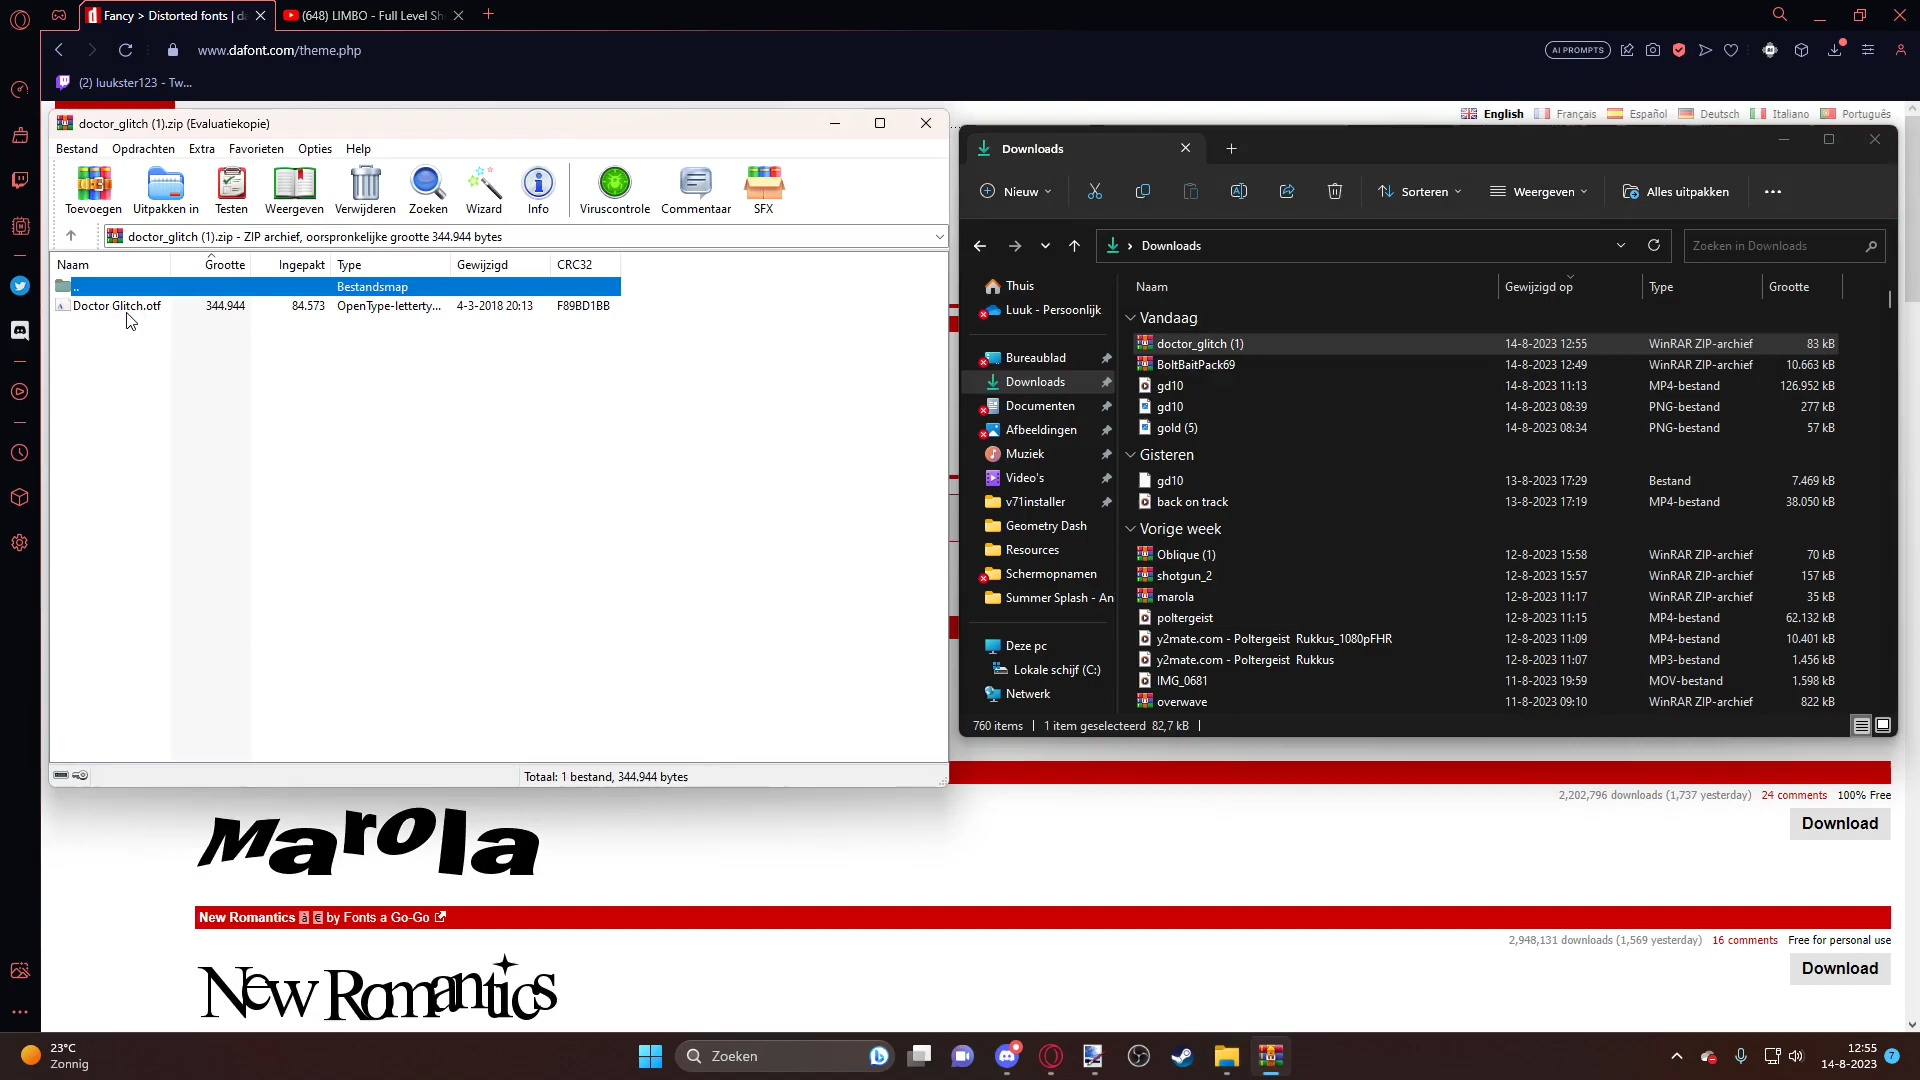 Fancy > Distorted fonts | da
(648) LIMBO - Full Level Sh
www.dafont.com/theme.php
AI PROMPTS
(2) luukster123 - Tw...
English
Français
Español
Deutsch
Italiano
Português
doctor_glitch (1).zip (Evaluatiekopie)
Bestand Opdrachten Extra Favorieten Opties Help
Toevoegen Uitpakken in Testen Weergeven Verwijderen Zoeken Wizard Info Viruscontrole Commentaar SFX
doctor_glitch (1).zip - ZIP archief, oorspronkelijke grootte 344.944 bytes
Naam Grootte Ingepakt Type Gewijzigd CRC32
.. Bestandsmap
Doctor Glitch.otf 344.944 84.573 OpenType-letterty... 4-3-2018 20:13 F89BD1BB
Totaal: 1 bestand, 344.944 bytes
Downloads
Nieuw Sorteren Weergeven Alles uitpakken
Downloads
Zoeken in Downloads
Thuis
Luuk - Persoonlijk
Bureaublad
Downloads
Documenten
Afbeeldingen
Muziek
Video's
v71installer
Geometry Dash
Resources
Schermopnamen
Summer Splash - An
Deze pc
Lokale schijf (C:)
Netwerk
Naam Gewijzigd op Type Grootte
Vandaag
doctor_glitch (1) 14-8-2023 12:55 WinRAR ZIP-archief 83 kB
BoltBaitPack69 14-8-2023 12:49 WinRAR ZIP-archief 10.663 kB
gd10 14-8-2023 11:13 MP4-bestand 126.952 kB
gd10 14-8-2023 08:39 PNG-bestand 277 kB
gold (5) 14-8-2023 08:34 PNG-bestand 57 kB
Gisteren
gd10 13-8-2023 17:29 Bestand 7.469 kB
back on track 13-8-2023 17:19 MP4-bestand 38.050 kB
Vorige week
Oblique (1) 12-8-2023 15:58 WinRAR ZIP-archief 70 kB
shotgun_2 12-8-2023 15:57 WinRAR ZIP-archief 157 kB
marola 12-8-2023 11:17 WinRAR ZIP-archief 35 kB
poltergeist 12-8-2023 11:15 MP4-bestand 62.132 kB
y2mate.com - Poltergeist Rukkus_1080pFHR 12-8-2023 11:09 MP4-bestand 10.401 kB
y2mate.com - Poltergeist Rukkus 12-8-2023 11:07 MP3-bestand 1.456 kB
IMG_0681 11-8-2023 19:59 MOV-bestand 1.598 kB
overwave 11-8-2023 09:10 WinRAR ZIP-archief 822 kB
760 items 1 item geselecteerd 82,7 kB
2,202,796 downloads (1,737 yesterday) 24 comments 100% Free
Download
Marola
New Romantics à € by Fonts a Go-Go
2,948,131 downloads (1,569 yesterday) 16 comments Free for personal use
Download
New Romantics
23°C
Zonnig
Zoeken
12:55
14-8-2023
7